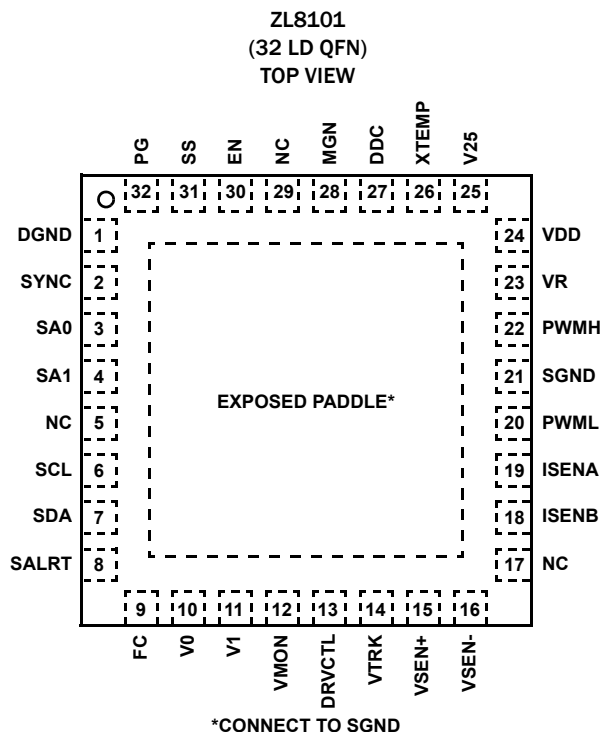 ZL8101
(32 LD QFN)
TOP VIEW
PG
SS
EN
NC
MGN
DDC
XTEMP
V25
32
31
30
29
28
27
26
25
DGND 1
SYNC 2
SA0 3
SA1 4
NC 5
SCL 6
SDA 7
SALRT 8
EXPOSED PADDLE*
24 VDD
23 VR
22 PWMH
21 SGND
20 PWML
19 ISENA
18 ISENB
17 NC
9
10
11
12
13
14
15
16
FC
V0
V1
VMON
DRVCTL
VTRK
VSEN+
VSEN-
*CONNECT TO SGND